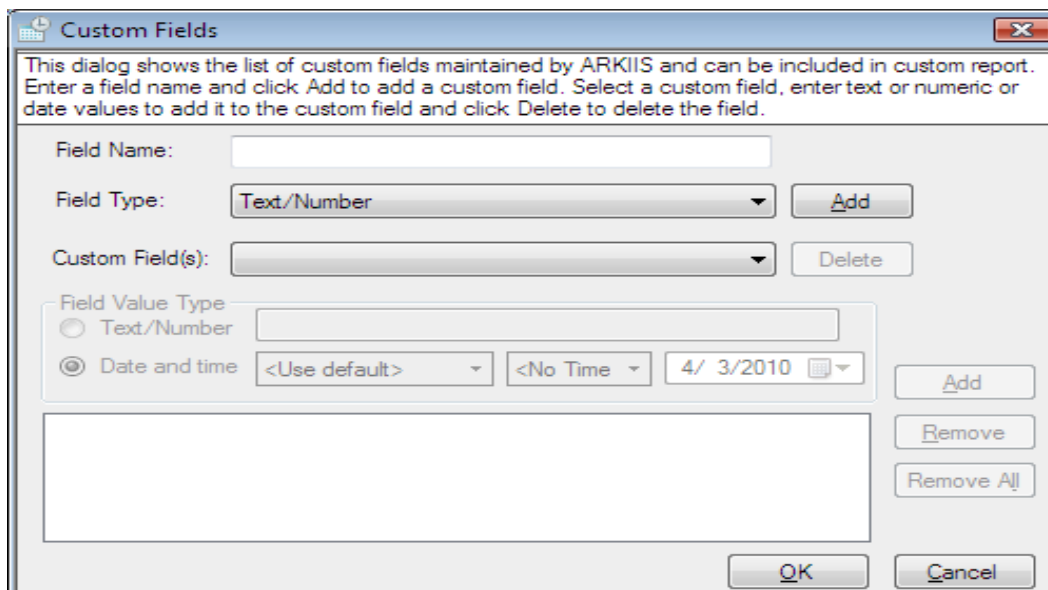 Custom Fields
This dialog shows the list of custom fields maintained by ARKIIS and can be included in custom report.
Enter a field name and click Add to add a custom field. Select a custom field, enter text or numeric or
date values to add it to the custom field and click Delete to delete the field.
Field Name:
Field Type: Text/Number Add
Custom Field(s): Delete
Field Value Type
Text/Number
Date and time <Use default> <No Time 4/ 3/2010
Add
Remove
Remove All
OK Cancel